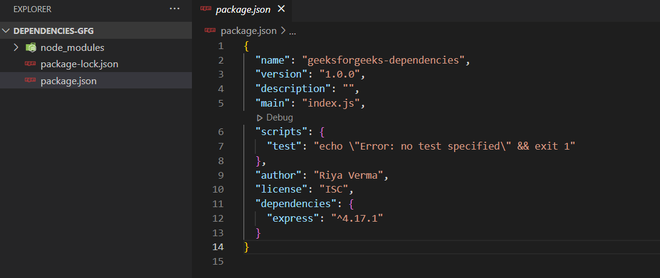 EXPLORER
...
DEPENDENCIES-GFG
node_modules
package-lock.json
package.json
package.json
package.json > ...
1 {
2 "name": "geeksforgeeks-dependencies",
3 "version": "1.0.0",
4 "description": "",
5 "main": "index.js",
Debug
6 "scripts": {
7 "test": "echo \"Error: no test specified\" && exit 1"
8 },
9 "author": "Riya Verma",
10 "license": "ISC",
11 "dependencies": {
12 "express": "^4.17.1"
13 }
14 }